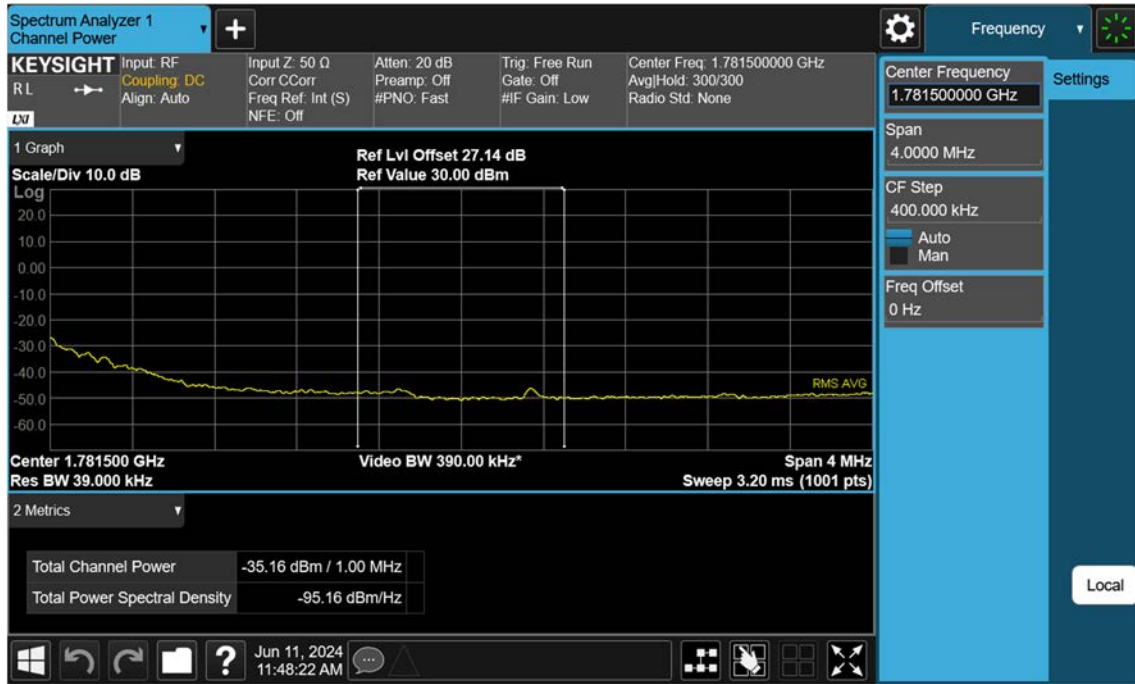 Spectrum Analyzer 1
Channel Power
+
Frequency
KEYSIGHT
R L
LXI
Input: RF
Coupling: DC
Align: Auto
Input Z: 50 Ω
Corr CCorr
Freq Ref: Int (S)
NFE: Off
Atten: 20 dB
Preamp: Off
#PNO: Fast
Trig: Free Run
Gate: Off
#IF Gain: Low
Center Freq: 1.781500000 GHz
Avg|Hold: 300/300
Radio Std: None
Center Frequency
1.781500000 GHz
Settings
Span
4.0000 MHz
CF Step
400.000 kHz
Auto
Man
Freq Offset
0 Hz
Local
1 Graph
Scale/Div 10.0 dB
Ref Lvl Offset 27.14 dB
Ref Value 30.00 dBm
Log
20.0
10.0
0.00
-10.0
-20.0
-30.0
-40.0
-50.0
-60.0
RMS AVG
Center 1.781500 GHz
Res BW 39.000 kHz
Video BW 390.00 kHz*
Span 4 MHz
Sweep 3.20 ms (1001 pts)
2 Metrics
Total Channel Power -35.16 dBm / 1.00 MHz
Total Power Spectral Density -95.16 dBm/Hz
?
Jun 11, 2024
11:48:22 AM